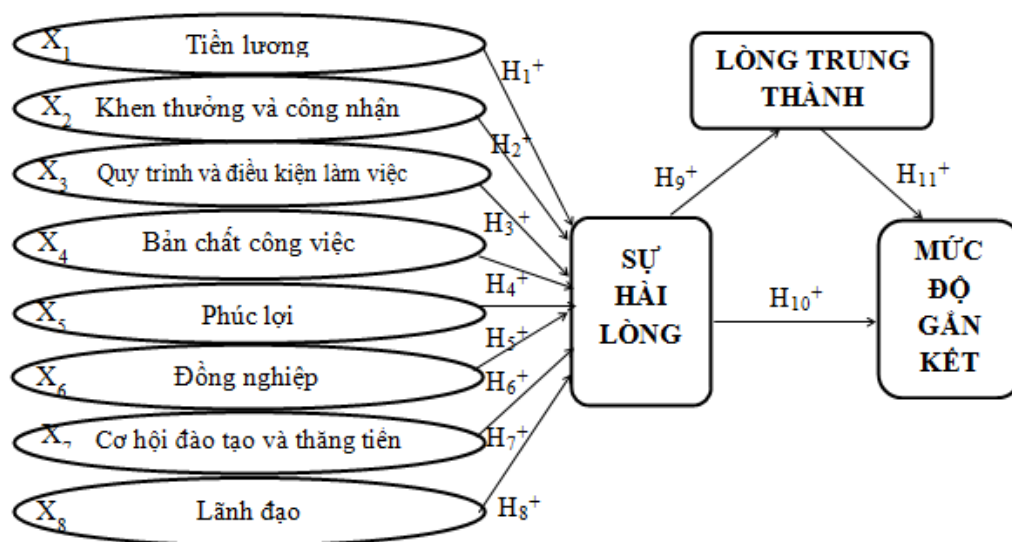 X₁ Tiền lương
X₂ Khen thưởng và công nhận
X₃ Quy trình và điều kiện làm việc
X₄ Bản chất công việc
X₅ Phúc lợi
X₆ Đồng nghiệp
X₇ Cơ hội đào tạo và thăng tiến
X₈ Lãnh đạo
H₁⁺
H₂⁺
H₃⁺
H₄⁺
H₅⁺
H₆⁺
H₇⁺
H₈⁺
SỰ
HÀI
LÒNG
H₉⁺
H₁₀⁺
LÒNG TRUNG
THÀNH
H₁₁⁺
MỨC
ĐỘ
GẮN
KẾT